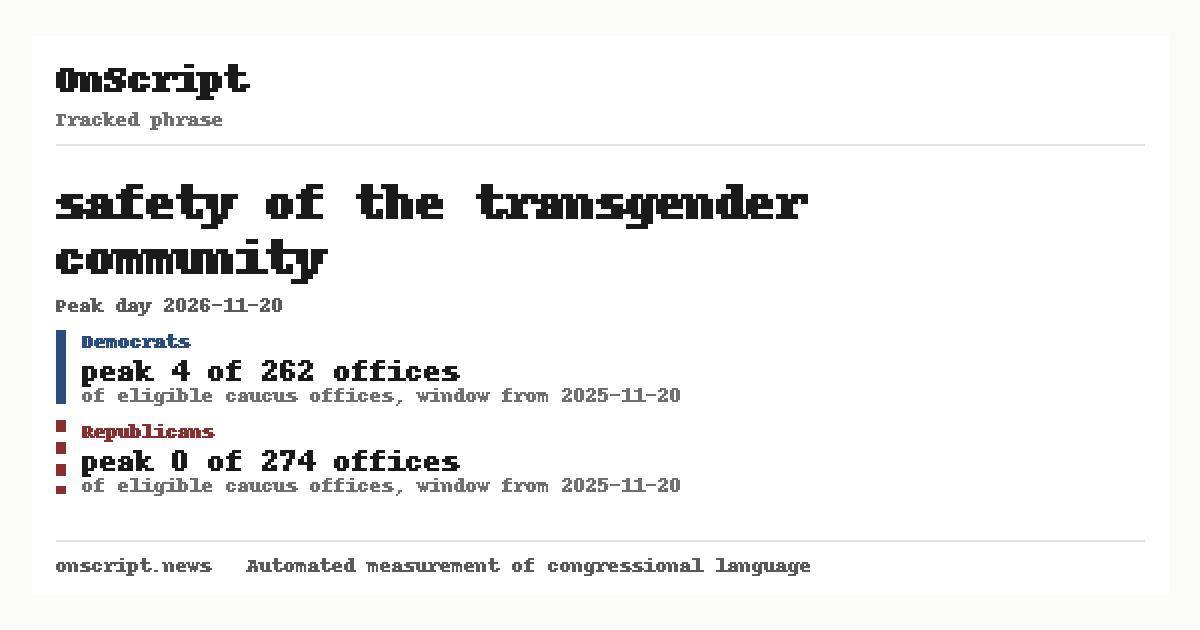 OnScript
Tracked phrase
safety of the transgender
community
Peak day 2026-11-20
Democrats
peak 4 of 262 offices
of eligible caucus offices, window from 2025-11-20
Republicans
peak 0 of 274 offices
of eligible caucus offices, window from 2025-11-20
onscript.news Automated measurement of congressional language